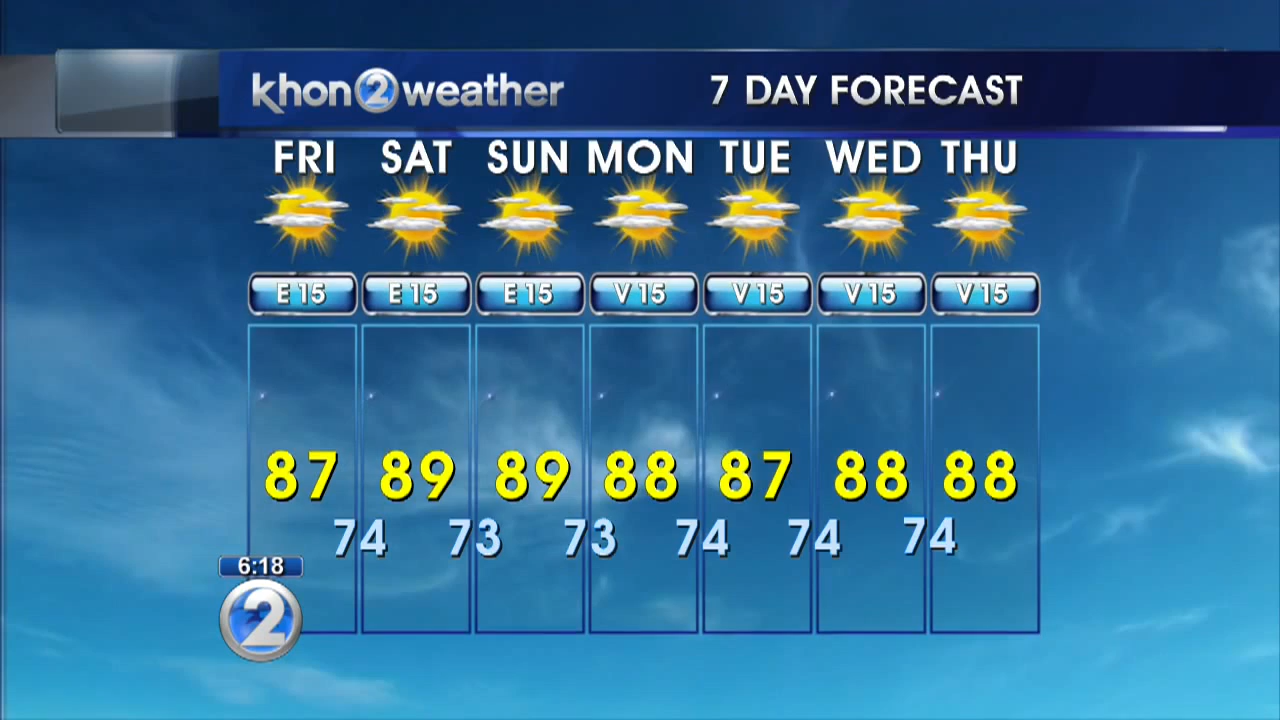 khon2weather 7 DAY FORECAST
FRI SAT SUN MON TUE WED THU
E 15 E 15 E 15 V 15 V 15 V 15 V 15
87 89 89 88 87 88 88
74 73 73 74 74 74
6:18
2